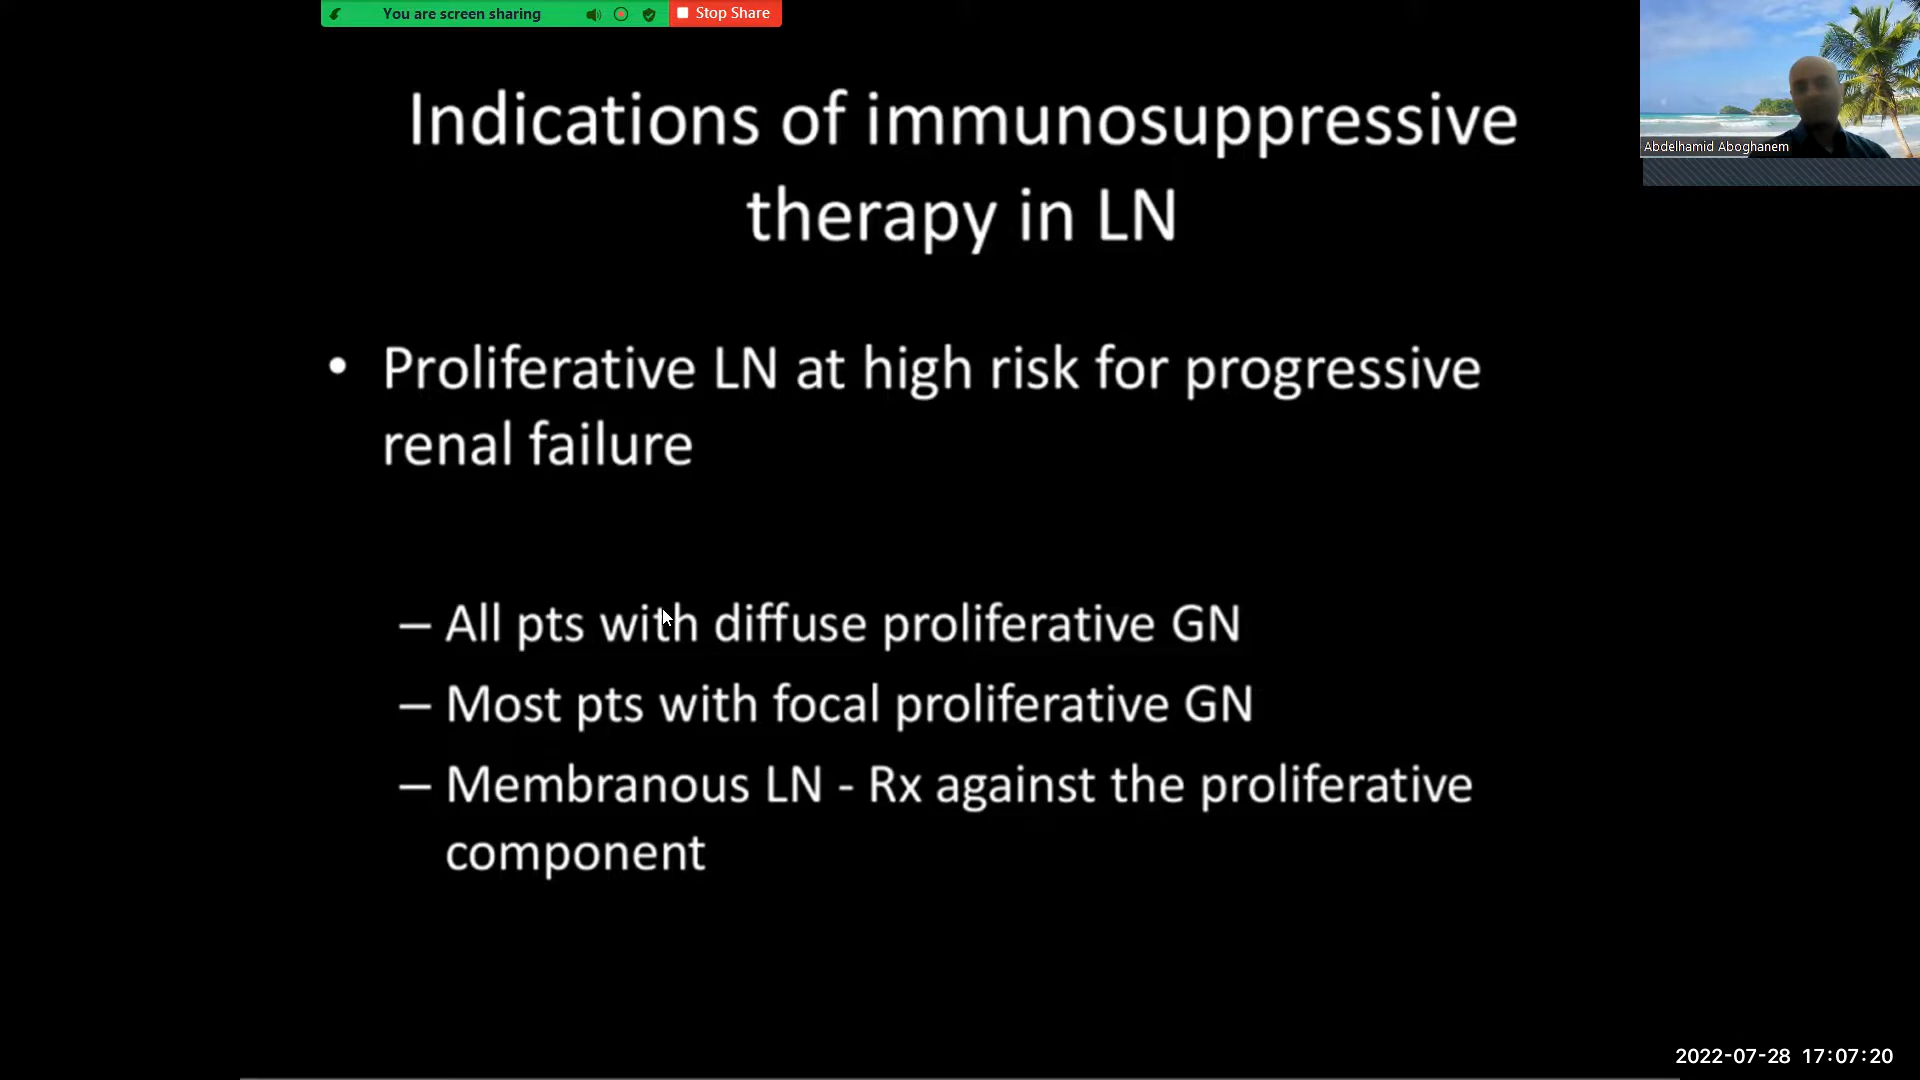 You are screen sharing
Stop Share
Indications of immunosuppressive
therapy in LN
Abdelhamid Aboghanem
• Proliferative LN at high risk for progressive
renal failure
– All pts with diffuse proliferative GN
– Most pts with focal proliferative GN
– Membranous LN - Rx against the proliferative
component
2022-07-28 17:07:20